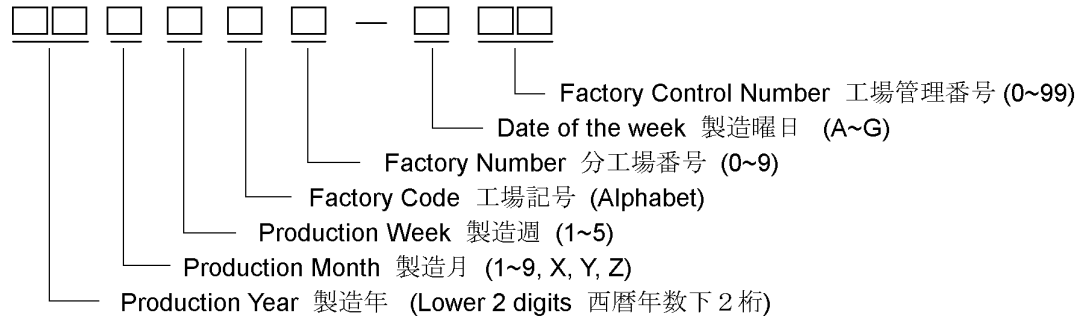 Factory Control Number 工場管理番号 (0~99)
Date of the week 製造曜日 (A~G)
Factory Number 分工場番号 (0~9)
Factory Code 工場記号 (Alphabet)
Production Week 製造週 (1~5)
Production Month 製造月 (1~9, X, Y, Z)
Production Year 製造年 (Lower 2 digits 西暦年数下２桁)